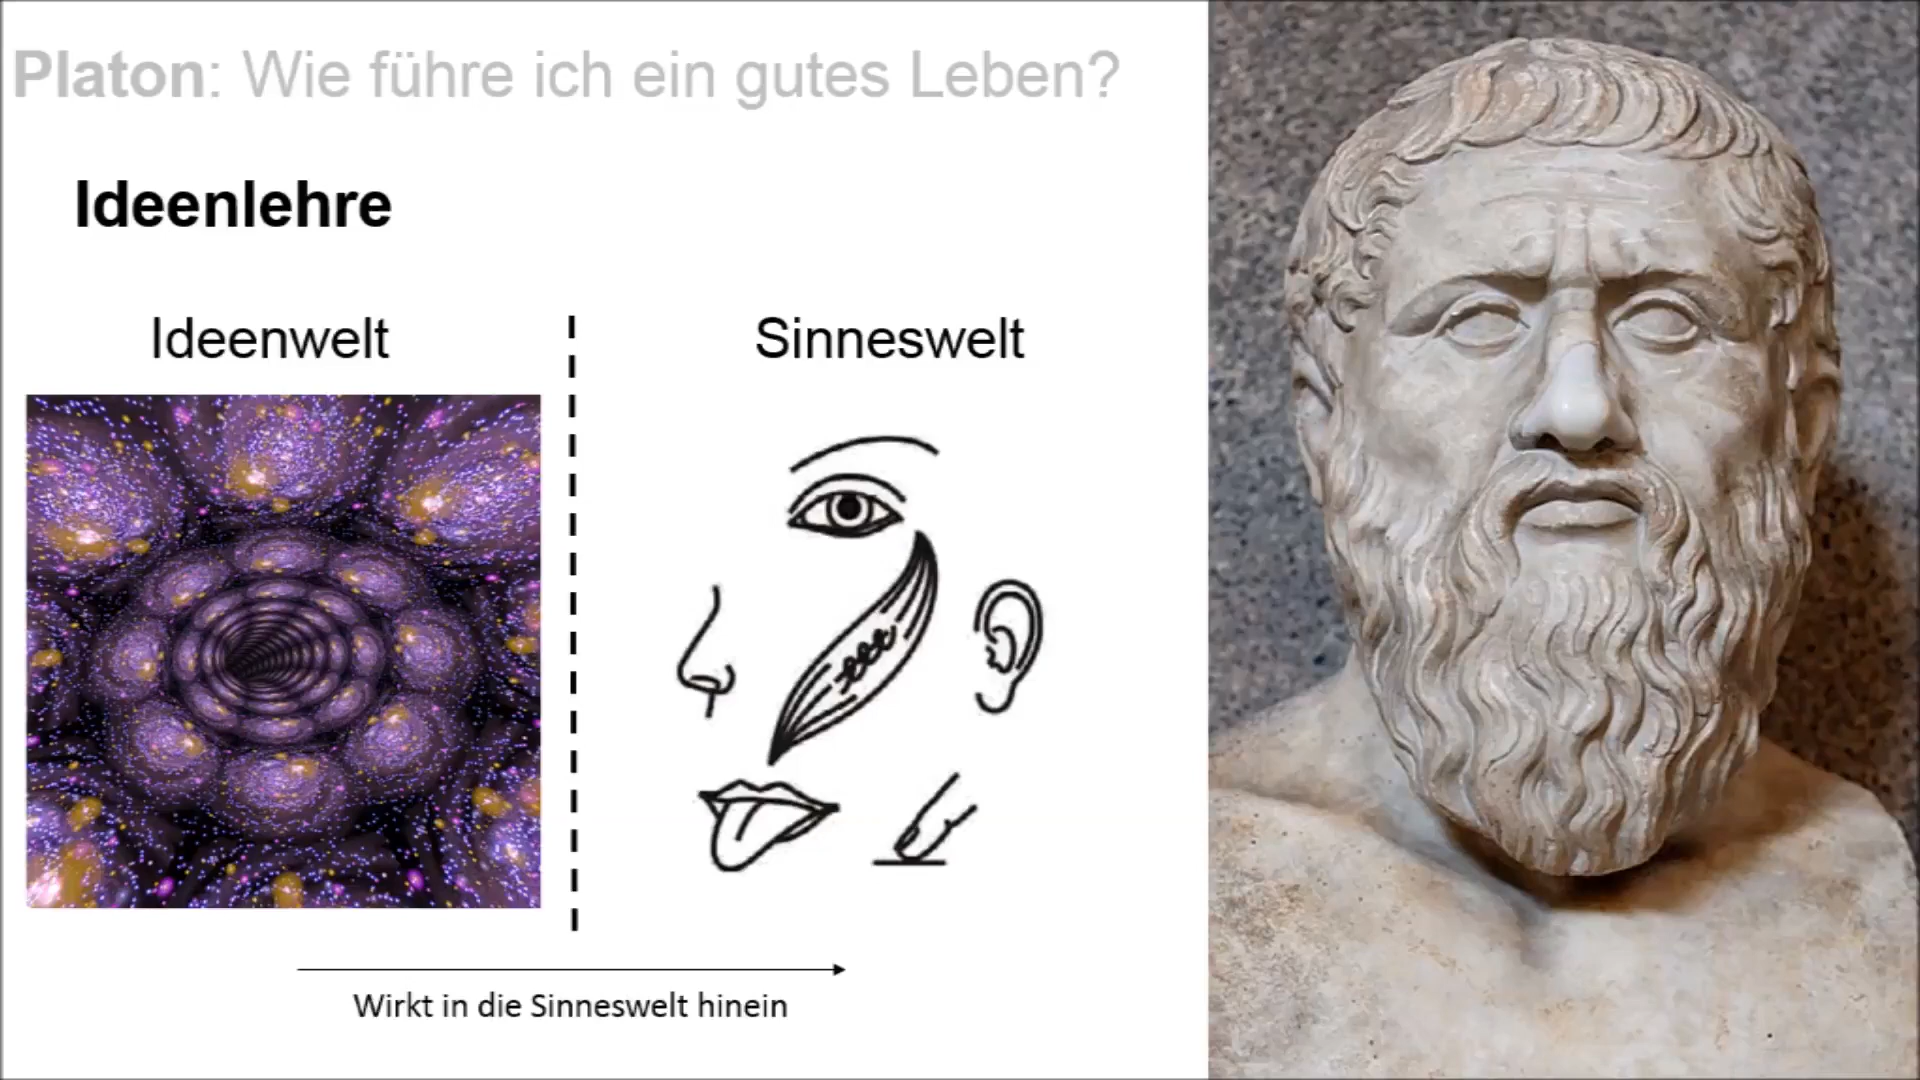 Platon: Wie führe ich ein gutes Leben?
Ideenlehre
Ideenwelt
Sinneswelt
Wirkt in die Sinneswelt hinein